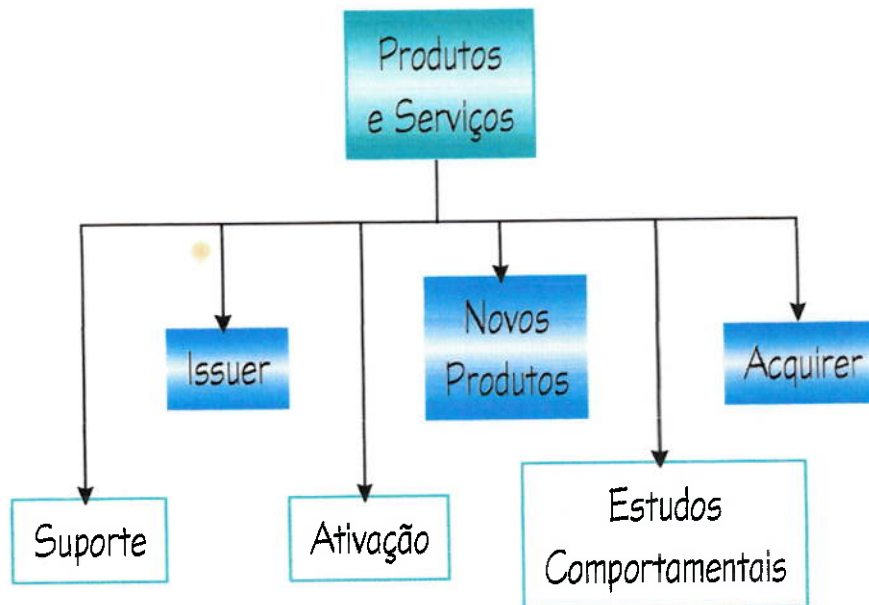 Produtos
e Serviços
Issuer
Novos
Produtos
Acquirer
Suporte
Ativação
Estudos
Comportamentais